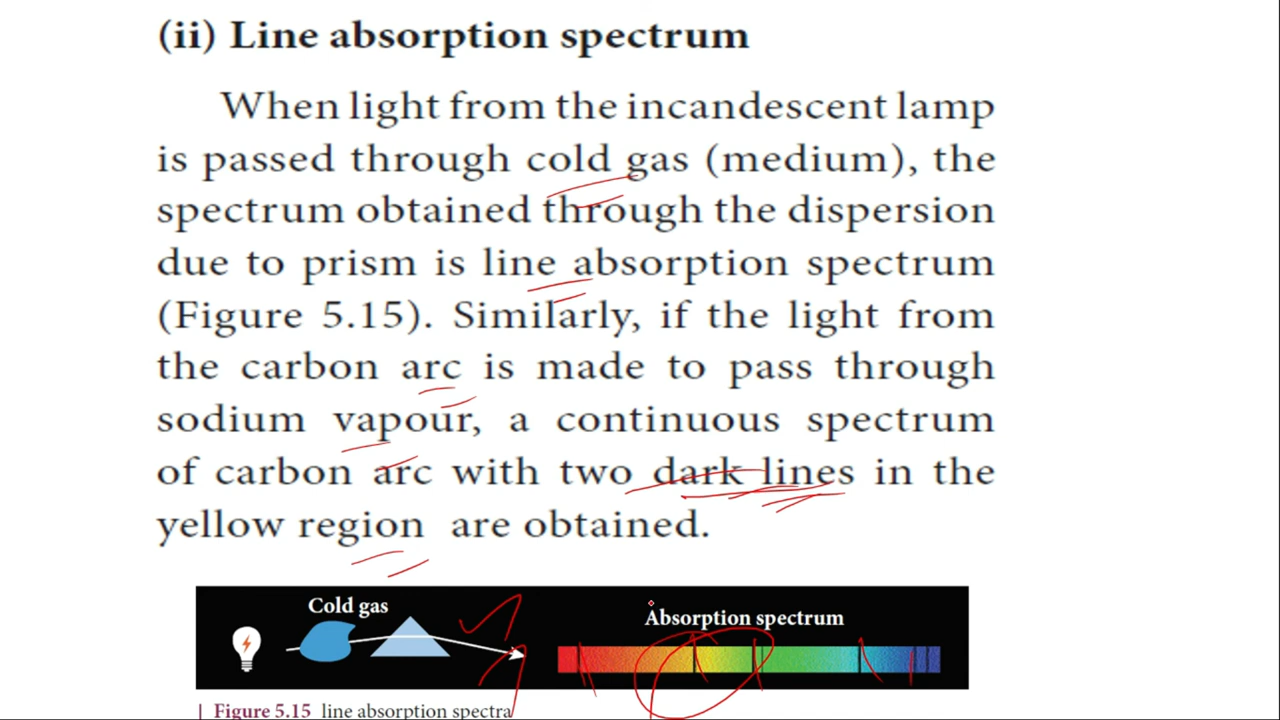 (ii) Line absorption spectrum
When light from the incandescent lamp
is passed through cold gas (medium), the
spectrum obtained through the dispersion
due to prism is line absorption spectrum
(Figure 5.15). Similarly, if the light from
the carbon arc is made to pass through
sodium vapour, a continuous spectrum
of carbon arc with two dark lines in the
yellow region are obtained.
Cold gas
Absorption spectrum
| Figure 5.15 line absorption spectra